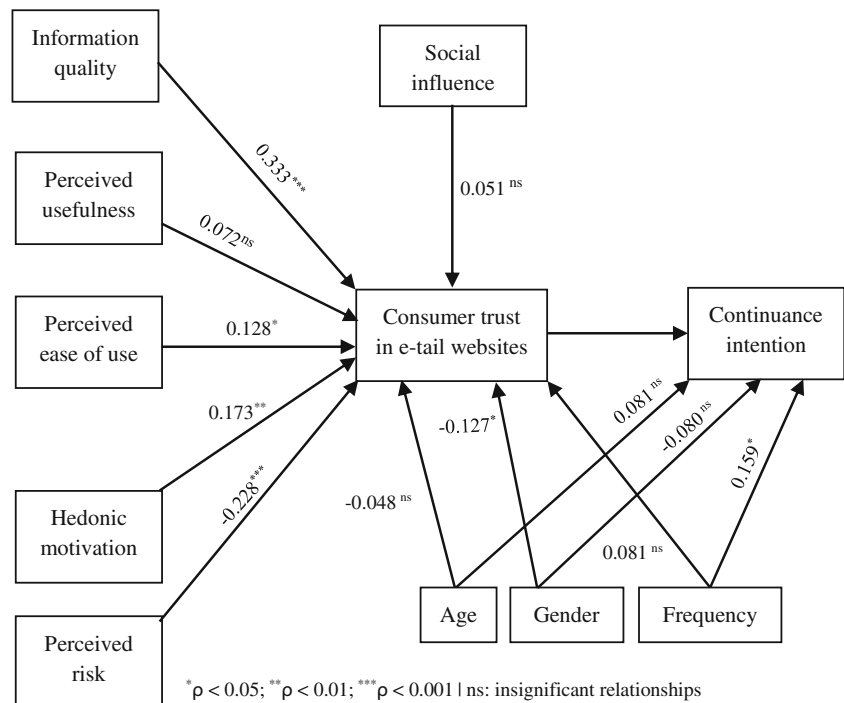 Information
quality
Social
influence
0.333***
0.051 ns
Perceived
usefulness
0.072ns
Perceived
ease of use
0.128*
Consumer trust
in e-tail websites
Continuance
intention
0.173**
-0.228***
-0.127*
0.081 ns
-0.080 ns
0.159*
-0.048 ns
0.081 ns
Hedonic
motivation
Age
Gender
Frequency
Perceived
risk
*ρ < 0.05; **ρ < 0.01; ***ρ < 0.001 | ns: insignificant relationships